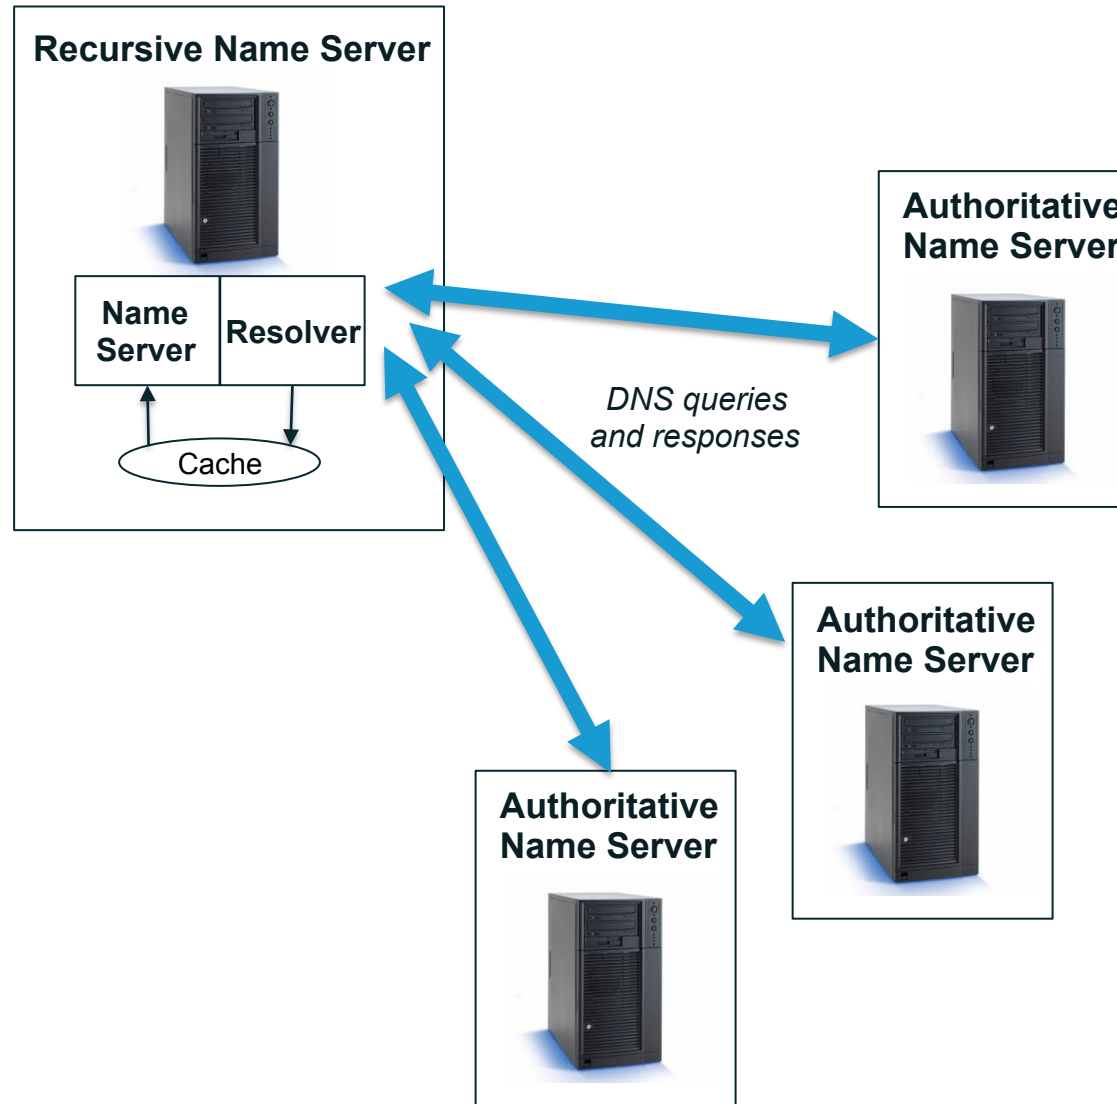 Recursive Name Server
Name
Server
Resolver
Cache
DNS queries
and responses
Authoritative
Name Server
Authoritative
Name Server
Authoritative
Name Server